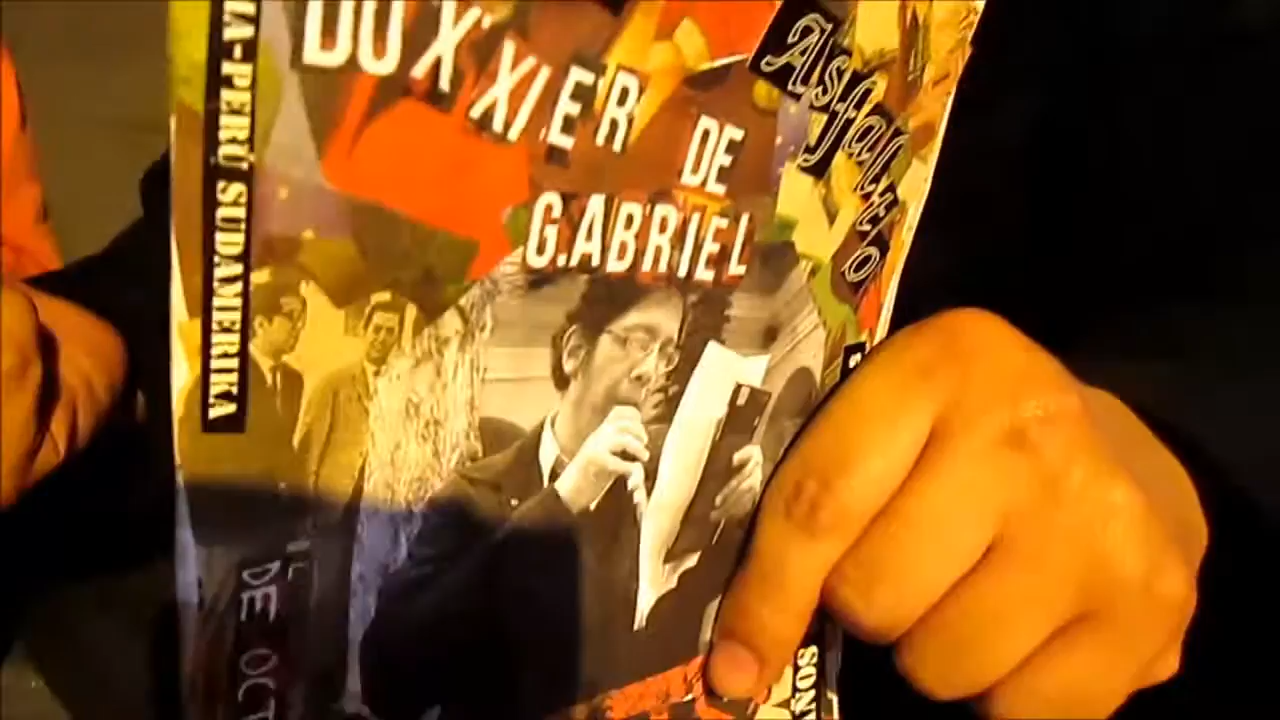 DOXXIER DE
G.ABRIEL
Asfalto
PERÚ SUDAMERIKA
DE